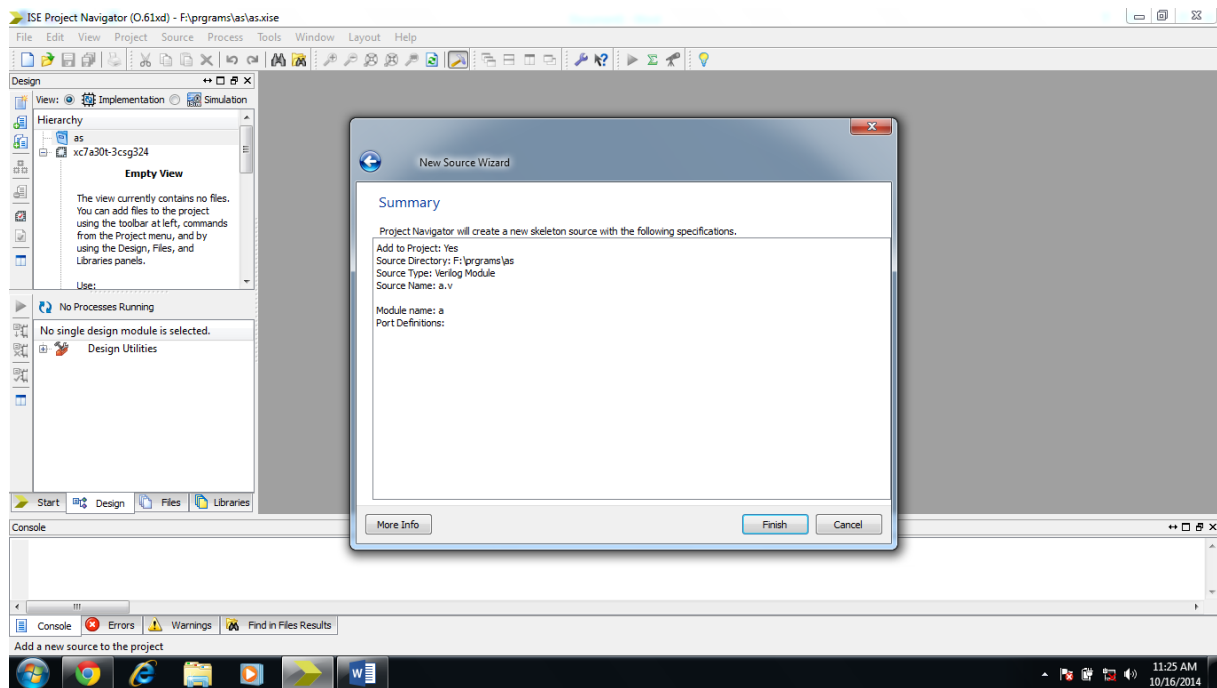 ISE Project Navigator (O.61xd) - F:\prgrams\as\as.xise
File Edit View Project Source Process Tools Window Layout Help
Design
View: Implementation Simulation
Hierarchy
as
xc7a30t-3csg324
Empty View
The view currently contains no files.
You can add files to the project
using the toolbar at left, commands
from the Project menu, and by
using the Design, Files, and
Libraries panels.
Use:
No Processes Running
No single design module is selected.
Design Utilities
Start Design Files Libraries
New Source Wizard
Summary
Project Navigator will create a new skeleton source with the following specifications.
Add to Project: Yes
Source Directory: F:\prgrams\as
Source Type: Verilog Module
Source Name: a.v
Module name: a
Port Definitions:
More Info Finish Cancel
Console
Console Errors Warnings Find in Files Results
Add a new source to the project
11:25 AM
10/16/2014